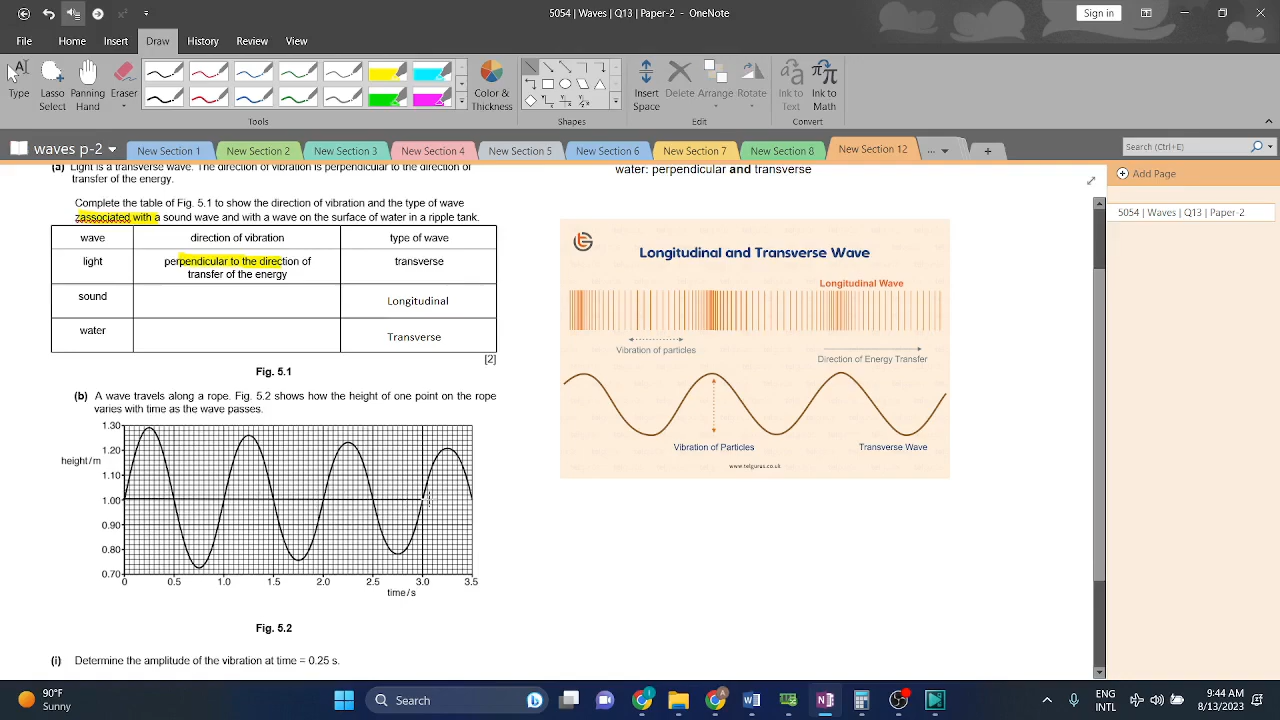 5054 | Waves | Q13 | Paper-2 - OneNote
Sign in
File Home Insert Draw History Review View
Type
Lasso Select
Panning Hand
Eraser
Color & Thickness
Insert Space
Delete
Arrange
Rotate
Ink to Text
Ink to Math
Tools
Shapes
Edit
Convert
waves p-2
New Section 1
New Section 2
New Section 3
New Section 4
New Section 5
New Section 6
New Section 7
New Section 8
New Section 12
...
Search (Ctrl+E)
Add Page
5054 | Waves | Q13 | Paper-2
(a) Light is a transverse wave. The direction of vibration is perpendicular to the direction of
transfer of the energy.
water: perpendicular and transverse
Complete the table of Fig. 5.1 to show the direction of vibration and the type of wave
associated with a sound wave and with a wave on the surface of water in a ripple tank.
wave direction of vibration type of wave
light perpendicular to the direction of transverse
transfer of the energy
sound Longitudinal
water Transverse
[2]
Fig. 5.1
(b) A wave travels along a rope. Fig. 5.2 shows how the height of one point on the rope
varies with time as the wave passes.
1.30
1.20
height / m
1.10
1.00
0.90
0.80
0.70
0 0.5 1.0 1.5 2.0 2.5 3.0 3.5
time / s
Fig. 5.2
(i) Determine the amplitude of the vibration at time = 0.25 s.
Longitudinal and Transverse Wave
Longitudinal Wave
Vibration of particles
Direction of Energy Transfer
Vibration of Particles
Transverse Wave
www.telgurus.co.uk
90°F
Sunny
Search
ENG
INTL
9:44 AM
8/13/2023